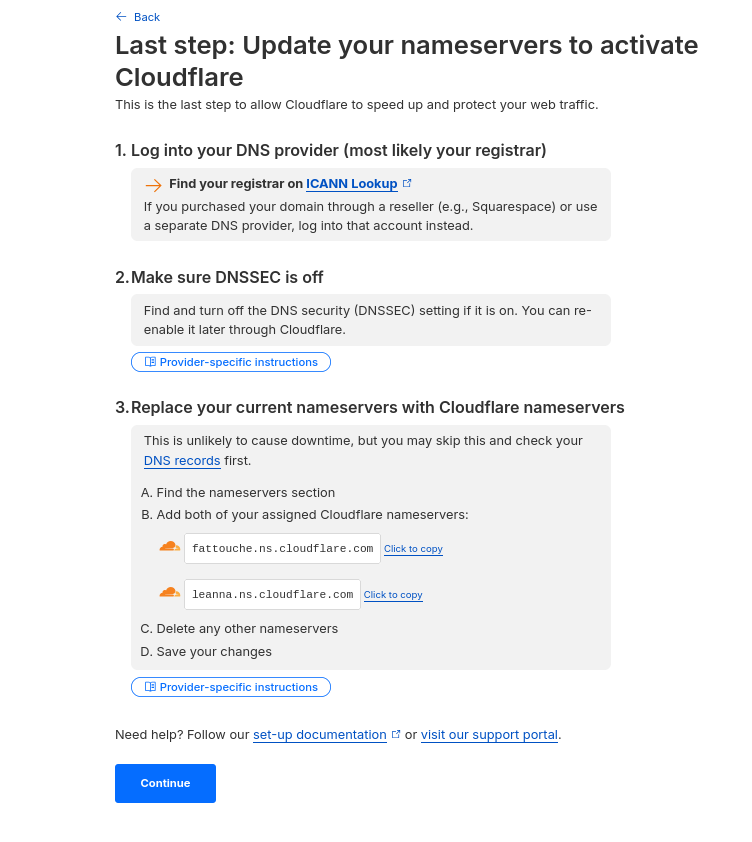 Back
Last step: Update your nameservers to activate
Cloudflare
This is the last step to allow Cloudflare to speed up and protect your web traffic.
1. Log into your DNS provider (most likely your registrar)
Find your registrar on ICANN Lookup
If you purchased your domain through a reseller (e.g., Squarespace) or use
a separate DNS provider, log into that account instead.
2. Make sure DNSSEC is off
Find and turn off the DNS security (DNSSEC) setting if it is on. You can re-
enable it later through Cloudflare.
Provider-specific instructions
3. Replace your current nameservers with Cloudflare nameservers
This is unlikely to cause downtime, but you may skip this and check your
DNS records first.
A. Find the nameservers section
B. Add both of your assigned Cloudflare nameservers:
fattouche.ns.cloudflare.com Click to copy
leanna.ns.cloudflare.com Click to copy
C. Delete any other nameservers
D. Save your changes
Provider-specific instructions
Need help? Follow our set-up documentation or visit our support portal.
Continue